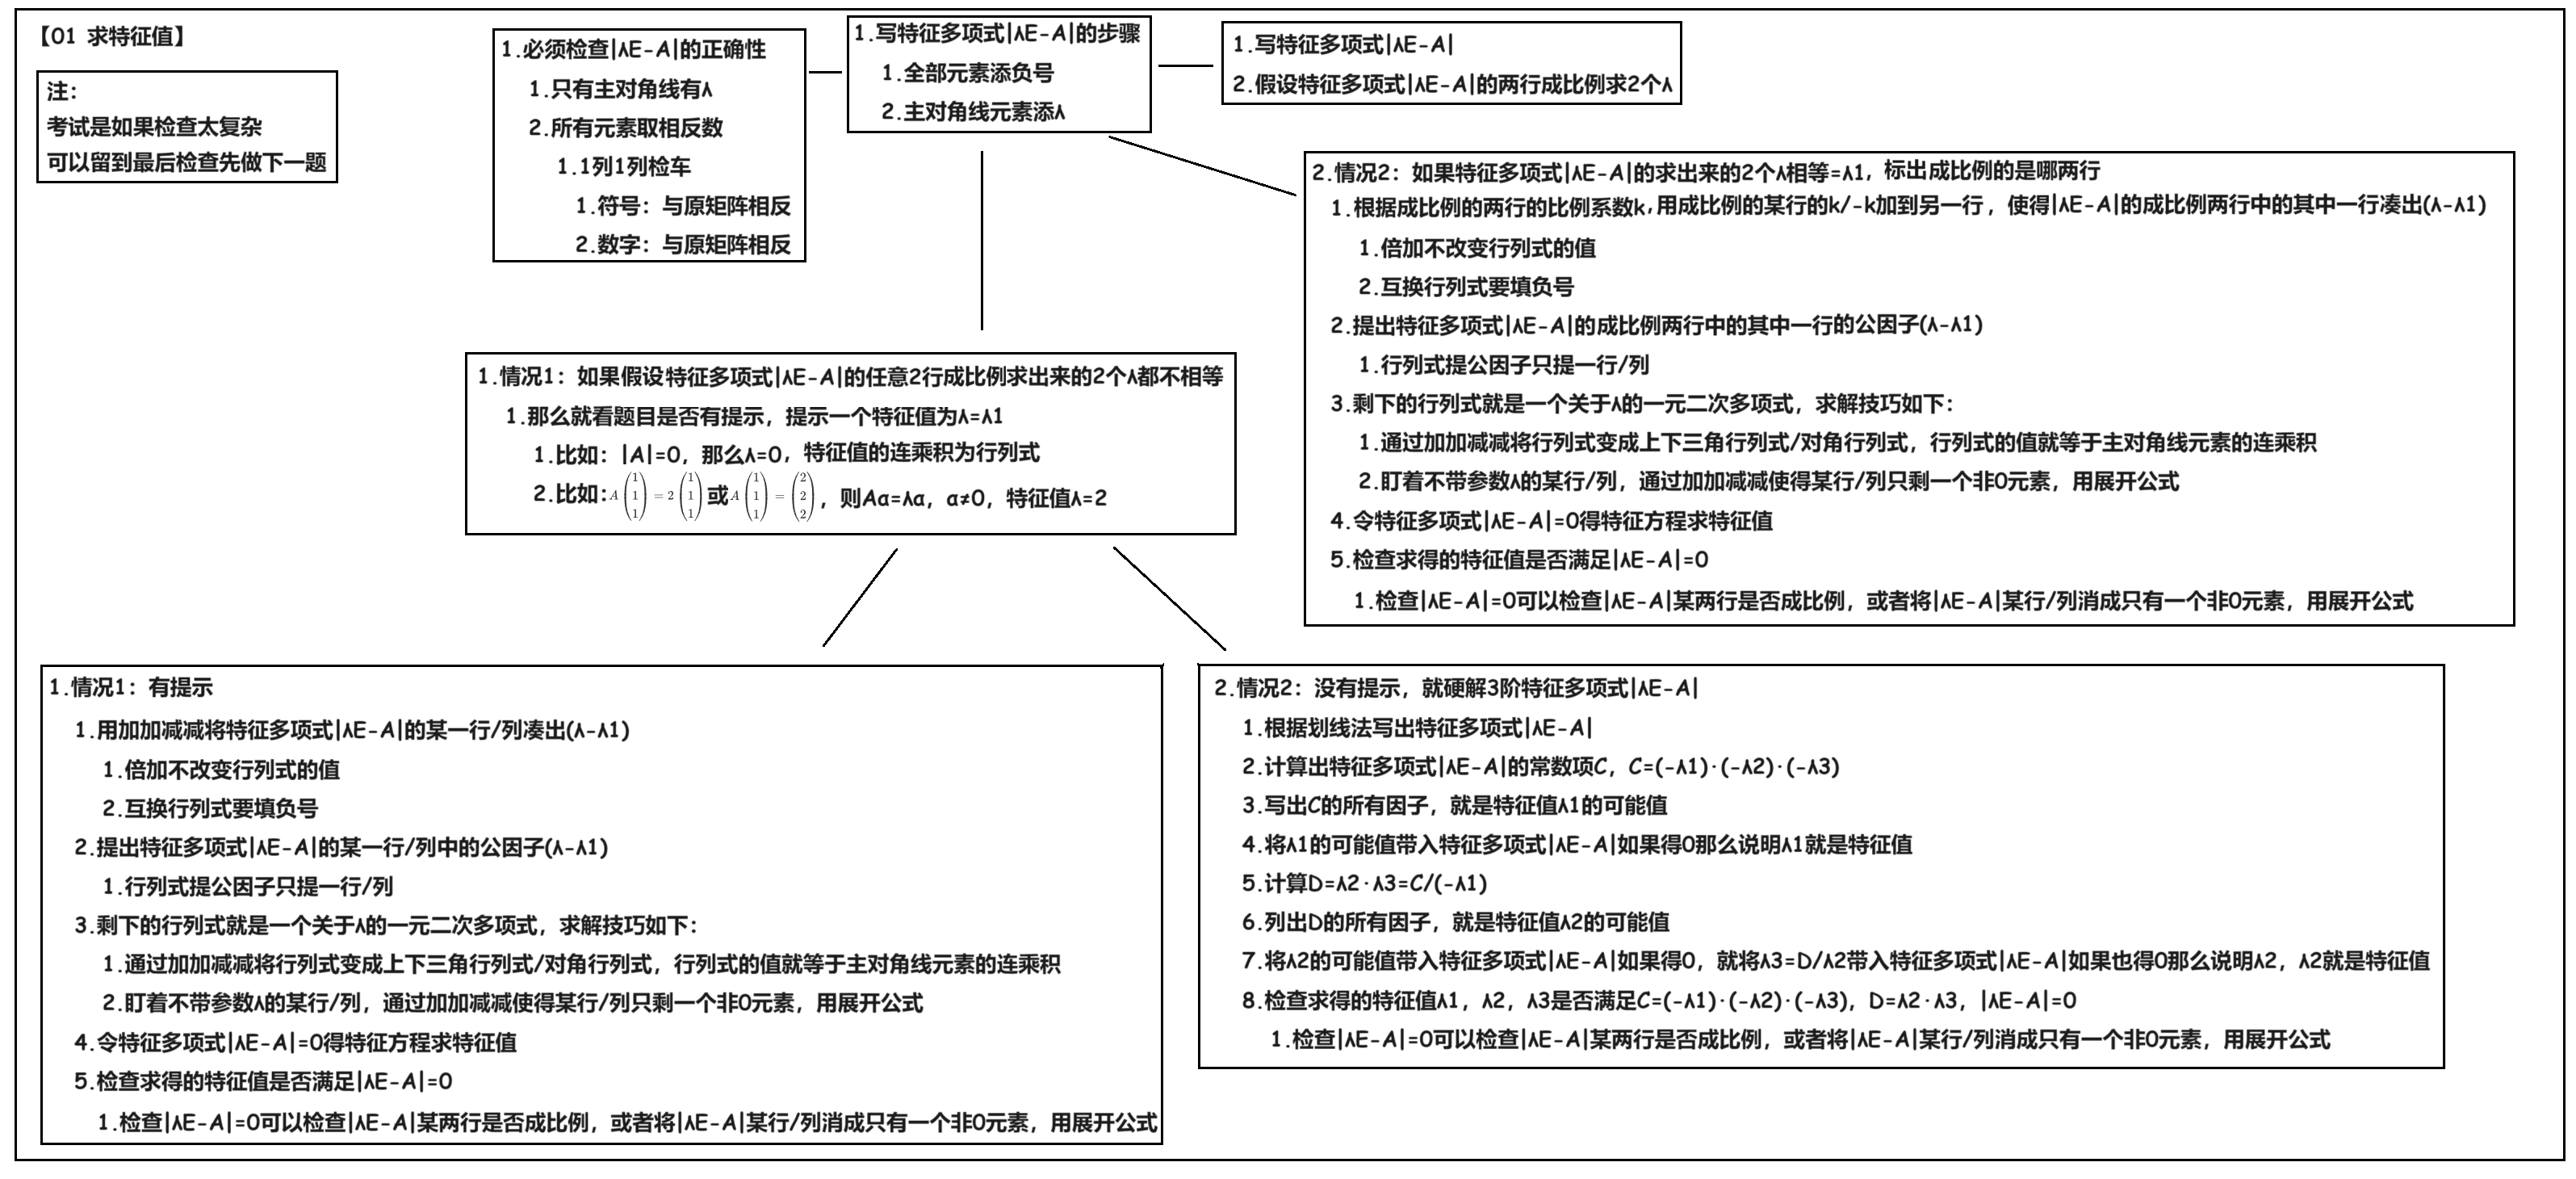 【01 求特征值】
注：
考试是如果检查太复杂
可以留到最后检查先做下一题
1.必须检查|λE-A|的正确性
1.只有主对角线有λ
2.所有元素取相反数
1.1列1列检车
1.符号：与原矩阵相反
2.数字：与原矩阵相反
1.写特征多项式|λE-A|的步骤
1.全部元素添负号
2.主对角线元素添λ
1.写特征多项式|λE-A|
2.假设特征多项式|λE-A|的两行成比例求2个λ
2.情况2：如果特征多项式|λE-A|的求出来的2个λ相等=λ1，标出成比例的是哪两行
1.根据成比例的两行的比例系数k,用成比例的某行的k/-k加到另一行，使得|λE-A|的成比例两行中的其中一行凑出(λ-λ1)
1.倍加不改变行列式的值
2.互换行列式要填负号
2.提出特征多项式|λE-A|的成比例两行中的其中一行的公因子(λ-λ1)
1.行列式提公因子只提一行/列
3.剩下的行列式就是一个关于λ的一元二次多项式，求解技巧如下：
1.通过加加减减将行列式变成上下三角行列式/对角行列式，行列式的值就等于主对角线元素的连乘积
2.盯着不带参数λ的某行/列，通过加加减减使得某行/列只剩一个非0元素，用展开公式
4.令特征多项式|λE-A|=0得特征方程求特征值
5.检查求得的特征值是否满足|λE-A|=0
1.检查|λE-A|=0可以检查|λE-A|某两行是否成比例，或者将|λE-A|某行/列消成只有一个非0元素，用展开公式
1.情况1：如果假设特征多项式|λE-A|的任意2行成比例求出来的2个λ都不相等
1.那么就看题目是否有提示，提示一个特征值为λ=λ1
1.比如：|A|=0，那么λ=0，特征值的连乘积为行列式
2.比如：A(1 1 1)=2(1 1 1)或A(1 1 1)=(2 2 2)，则Aα=λα，α≠0，特征值λ=2
1.情况1：有提示
1.用加加减减将特征多项式|λE-A|的某一行/列凑出(λ-λ1)
1.倍加不改变行列式的值
2.互换行列式要填负号
2.提出特征多项式|λE-A|的某一行/列中的公因子(λ-λ1)
1.行列式提公因子只提一行/列
3.剩下的行列式就是一个关于λ的一元二次多项式，求解技巧如下：
1.通过加加减减将行列式变成上下三角行列式/对角行列式，行列式的值就等于主对角线元素的连乘积
2.盯着不带参数λ的某行/列，通过加加减减使得某行/列只剩一个非0元素，用展开公式
4.令特征多项式|λE-A|=0得特征方程求特征值
5.检查求得的特征值是否满足|λE-A|=0
1.检查|λE-A|=0可以检查|λE-A|某两行是否成比例，或者将|λE-A|某行/列消成只有一个非0元素，用展开公式
2.情况2：没有提示，就硬解3阶特征多项式|λE-A|
1.根据划线法写出特征多项式|λE-A|
2.计算出特征多项式|λE-A|的常数项C，C=(-λ1)·(-λ2)·(-λ3)
3.写出C的所有因子，就是特征值λ1的可能值
4.将λ1的可能值带入特征多项式|λE-A|如果得0那么说明λ1就是特征值
5.计算D=λ2·λ3=C/(-λ1)
6.列出D的所有因子，就是特征值λ2的可能值
7.将λ2的可能值带入特征多项式|λE-A|如果得0，就将λ3=D/λ2带入特征多项式|λE-A|如果也得0那么说明λ2，λ2就是特征值
8.检查求得的特征值λ1，λ2，λ3是否满足C=(-λ1)·(-λ2)·(-λ3)，D=λ2·λ3，|λE-A|=0
1.检查|λE-A|=0可以检查|λE-A|某两行是否成比例，或者将|λE-A|某行/列消成只有一个非0元素，用展开公式